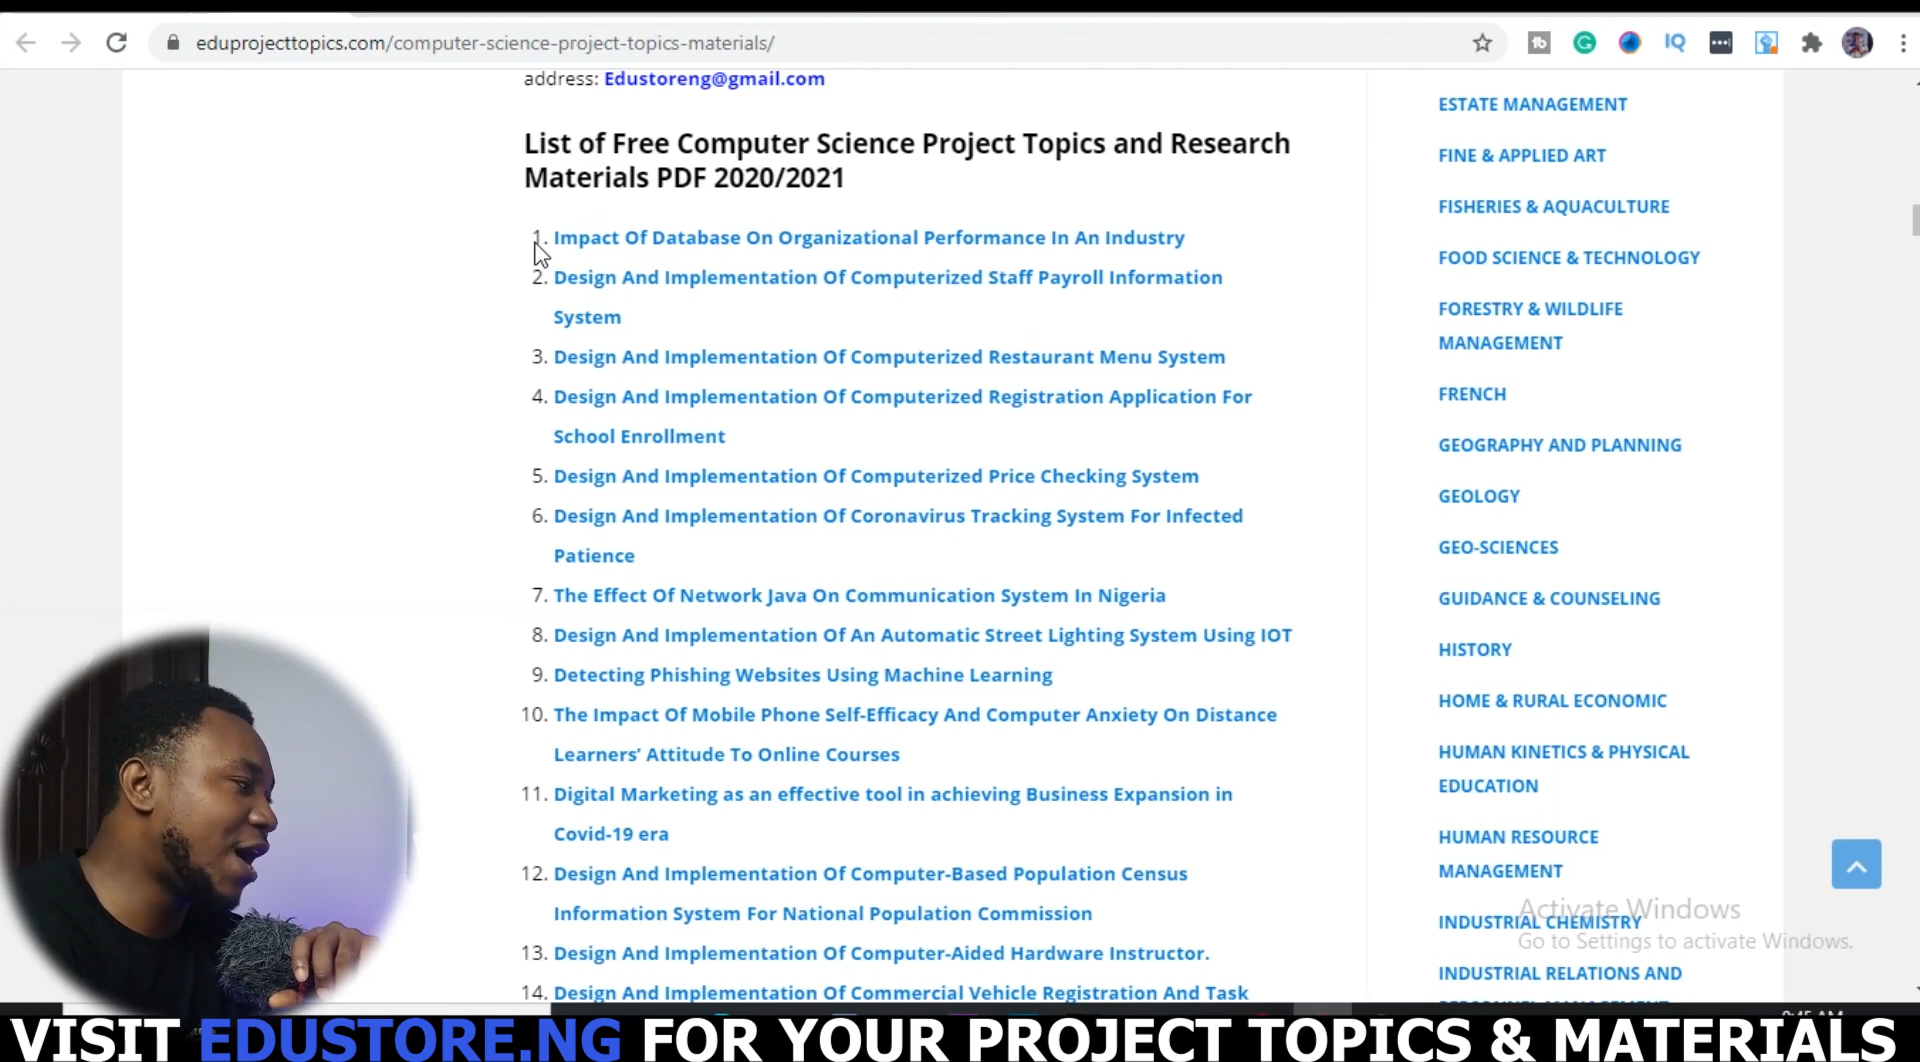 eduprojecttopics.com/computer-science-project-topics-materials/
address: Edustoreng@gmail.com
List of Free Computer Science Project Topics and Research
Materials PDF 2020/2021
1. Impact Of Database On Organizational Performance In An Industry
2. Design And Implementation Of Computerized Staff Payroll Information
System
3. Design And Implementation Of Computerized Restaurant Menu System
4. Design And Implementation Of Computerized Registration Application For
School Enrollment
5. Design And Implementation Of Computerized Price Checking System
6. Design And Implementation Of Coronavirus Tracking System For Infected
Patience
7. The Effect Of Network Java On Communication System In Nigeria
8. Design And Implementation Of An Automatic Street Lighting System Using IOT
9. Detecting Phishing Websites Using Machine Learning
10. The Impact Of Mobile Phone Self-Efficacy And Computer Anxiety On Distance
Learners’ Attitude To Online Courses
11. Digital Marketing as an effective tool in achieving Business Expansion in
Covid-19 era
12. Design And Implementation Of Computer-Based Population Census
Information System For National Population Commission
13. Design And Implementation Of Computer-Aided Hardware Instructor.
14. Design And Implementation Of Commercial Vehicle Registration And Task
ESTATE MANAGEMENT
FINE & APPLIED ART
FISHERIES & AQUACULTURE
FOOD SCIENCE & TECHNOLOGY
FORESTRY & WILDLIFE
MANAGEMENT
FRENCH
GEOGRAPHY AND PLANNING
GEOLOGY
GEO-SCIENCES
GUIDANCE & COUNSELING
HISTORY
HOME & RURAL ECONOMIC
HUMAN KINETICS & PHYSICAL
EDUCATION
HUMAN RESOURCE
MANAGEMENT
INDUSTRIAL CHEMISTRY
INDUSTRIAL RELATIONS AND
Activate Windows
Go to Settings to activate Windows.
VISIT EDUSTORE.NG FOR YOUR PROJECT TOPICS & MATERIALS